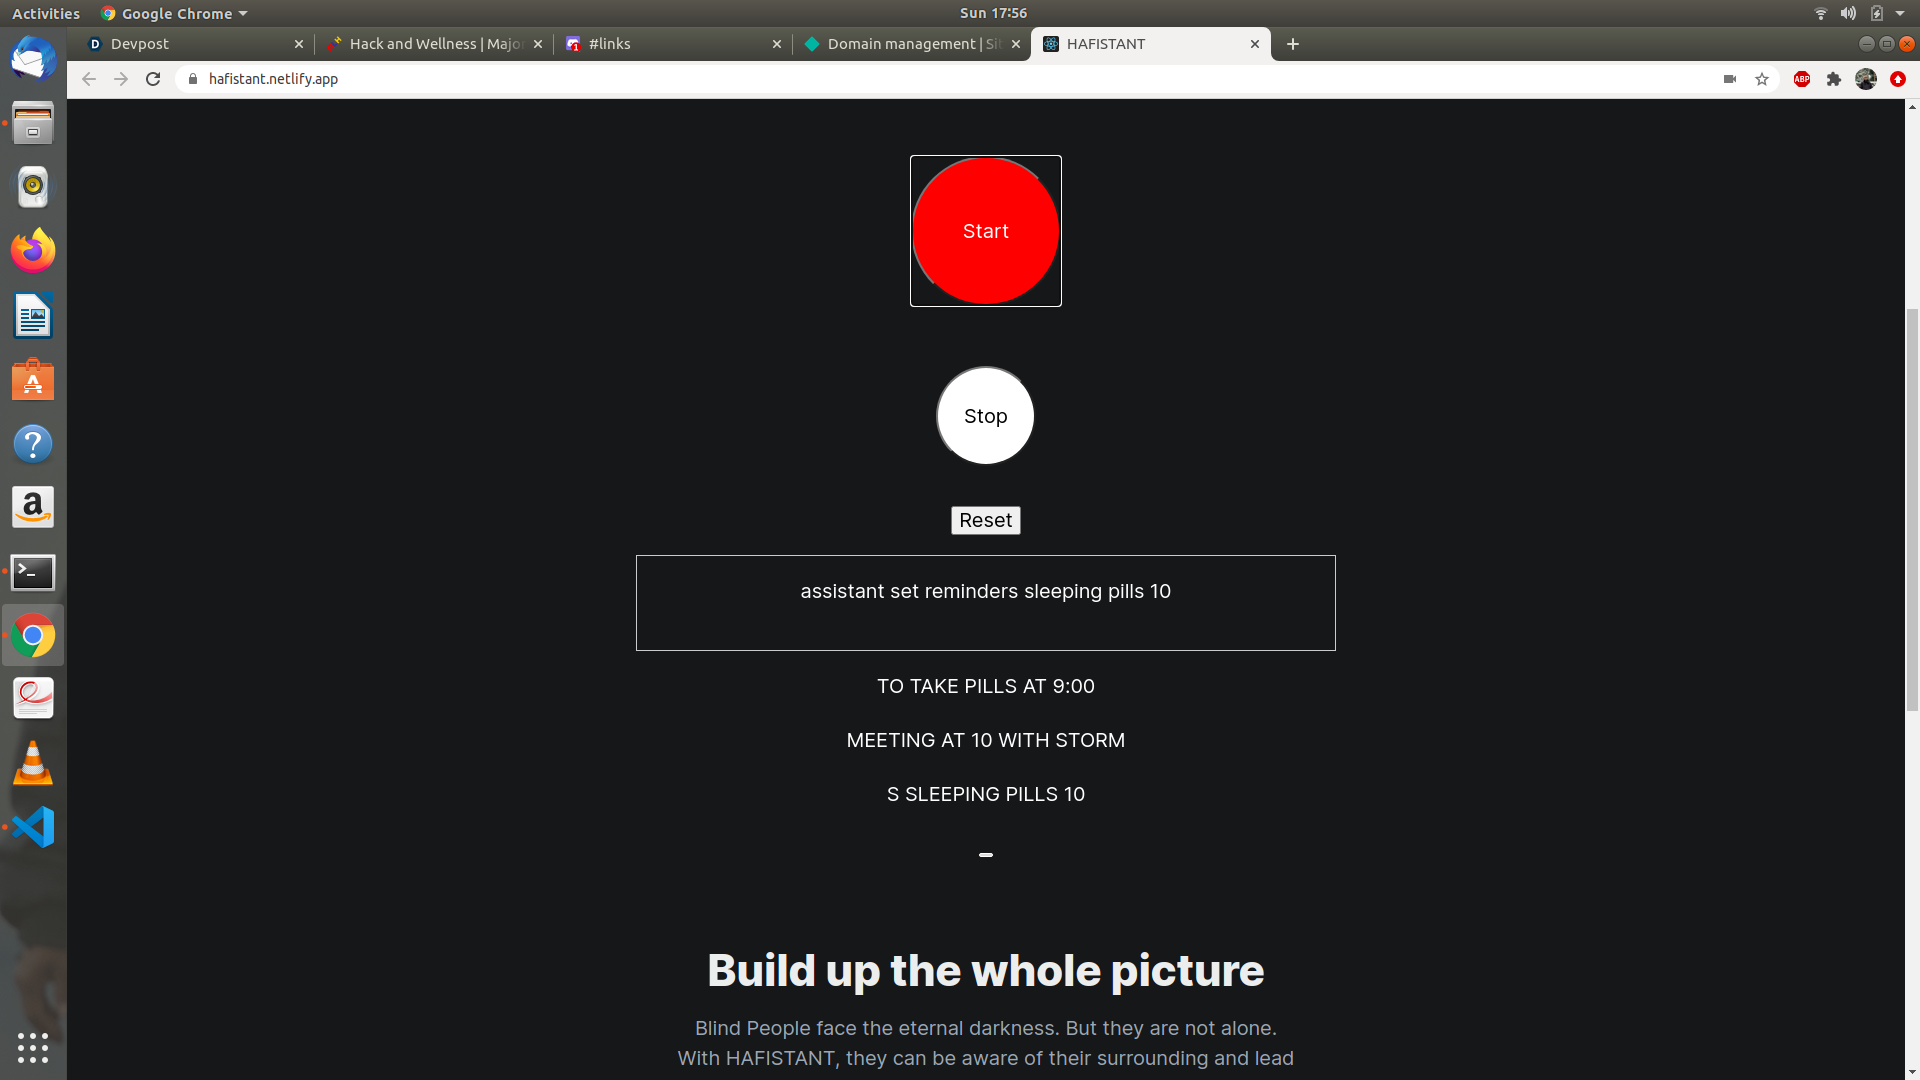 Activities
Google Chrome
Sun 17:56
Devpost
Hack and Wellness | Major
#links
Domain management | Sit
HAFISTANT
hafistant.netlify.app
ABP
Start
Stop
Reset
assistant set reminders sleeping pills 10
TO TAKE PILLS AT 9:00
MEETING AT 10 WITH STORM
S SLEEPING PILLS 10
Build up the whole picture
Blind People face the eternal darkness. But they are not alone.
With HAFISTANT, they can be aware of their surrounding and lead